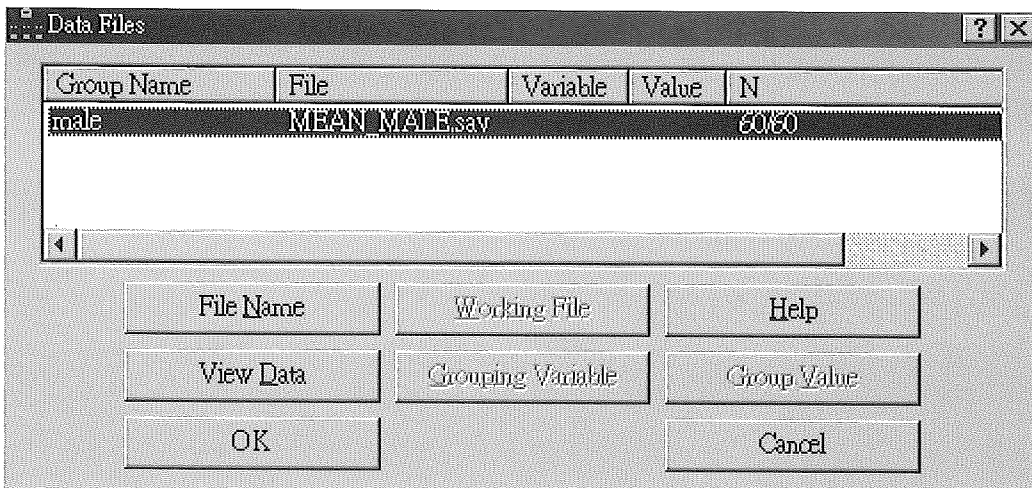 Data Files
Group Name File Variable Value N
male MEAN_MALE.sav 60/60
File Name Working File Help
View Data Grouping Variable Group Value
OK Cancel